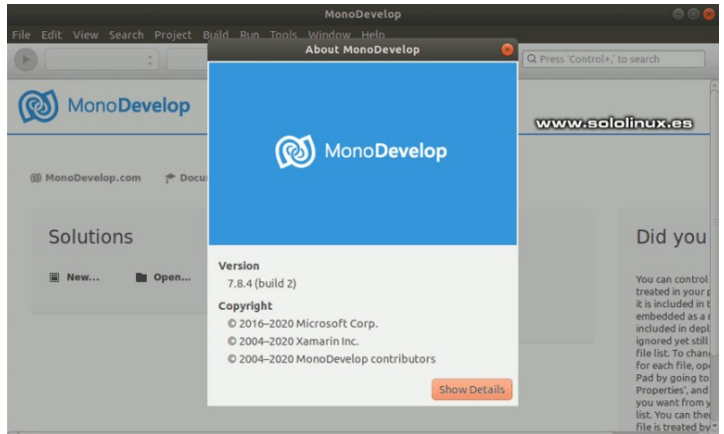 MonoDevelop
File Edit View Search Project Build Run Tools Window Help
About MonoDevelop
Press 'Control+,' to search
MonoDevelop
www.sololinux.es
MonoDevelop
MonoDevelop.com
Solutions
New... Open...
Did you
Version
7.8.4 (build 2)
Copyright
© 2016–2020 Microsoft Corp.
© 2004–2020 Xamarin Inc.
© 2004–2020 MonoDevelop contributors
Show Details
You can control
treated in your
it is included in
embedded as a
included in depl
ignored yet still
file list. To chan
for each file, op
Pad by going to
Properties', and
you want from y
list. You can the
file is treated by